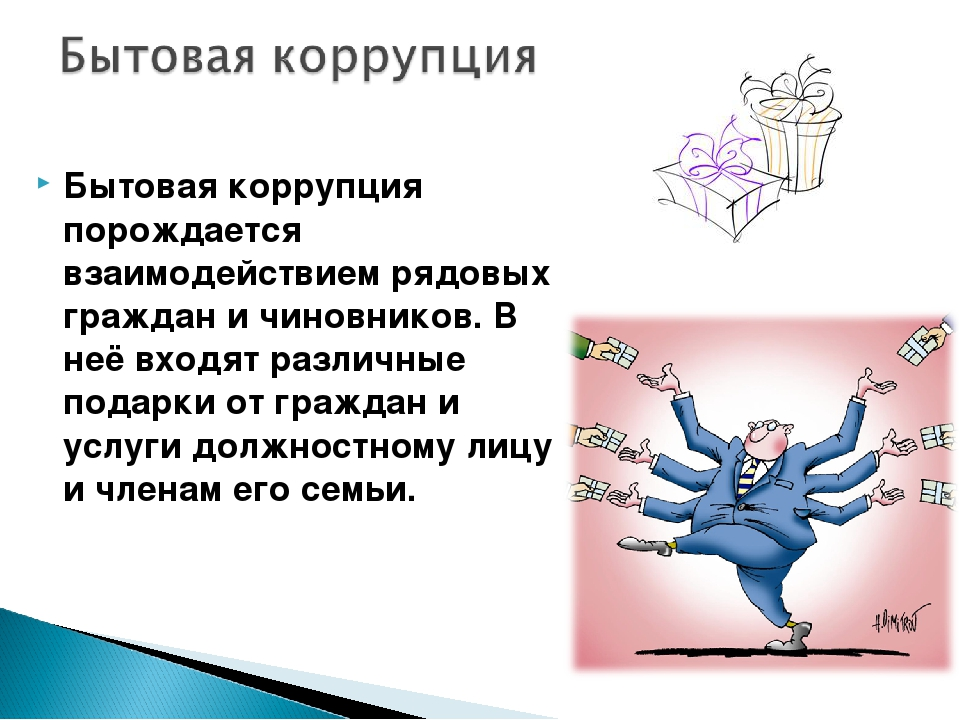 Бытовая коррупция
Бытовая коррупция
порождается
взаимодействием рядовых
граждан и чиновников. В
неё входят различные
подарки от граждан и
услуги должностному лицу
и членам его семьи.
H.DiMiTROV